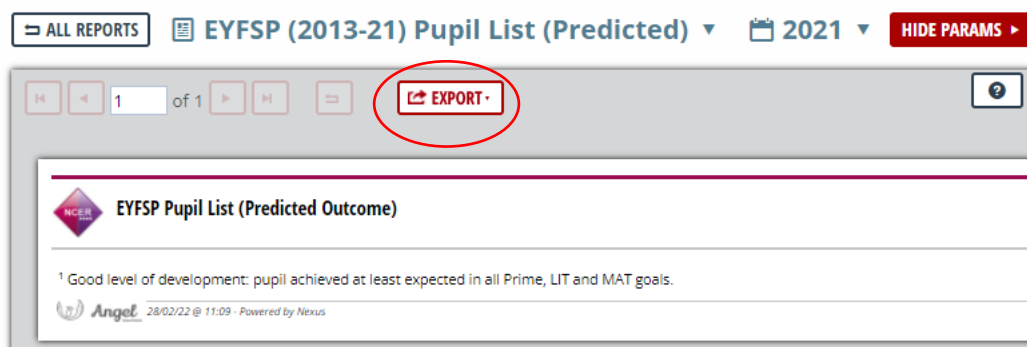 ALL REPORTS EYFSP (2013-21) Pupil List (Predicted) 2021 HIDE PARAMS
1 of 1 EXPORT ?
NCER EYFSP Pupil List (Predicted Outcome)
¹ Good level of development: pupil achieved at least expected in all Prime, LIT and MAT goals.
Angel 28/02/22 @ 11:09 - Powered by Nexus